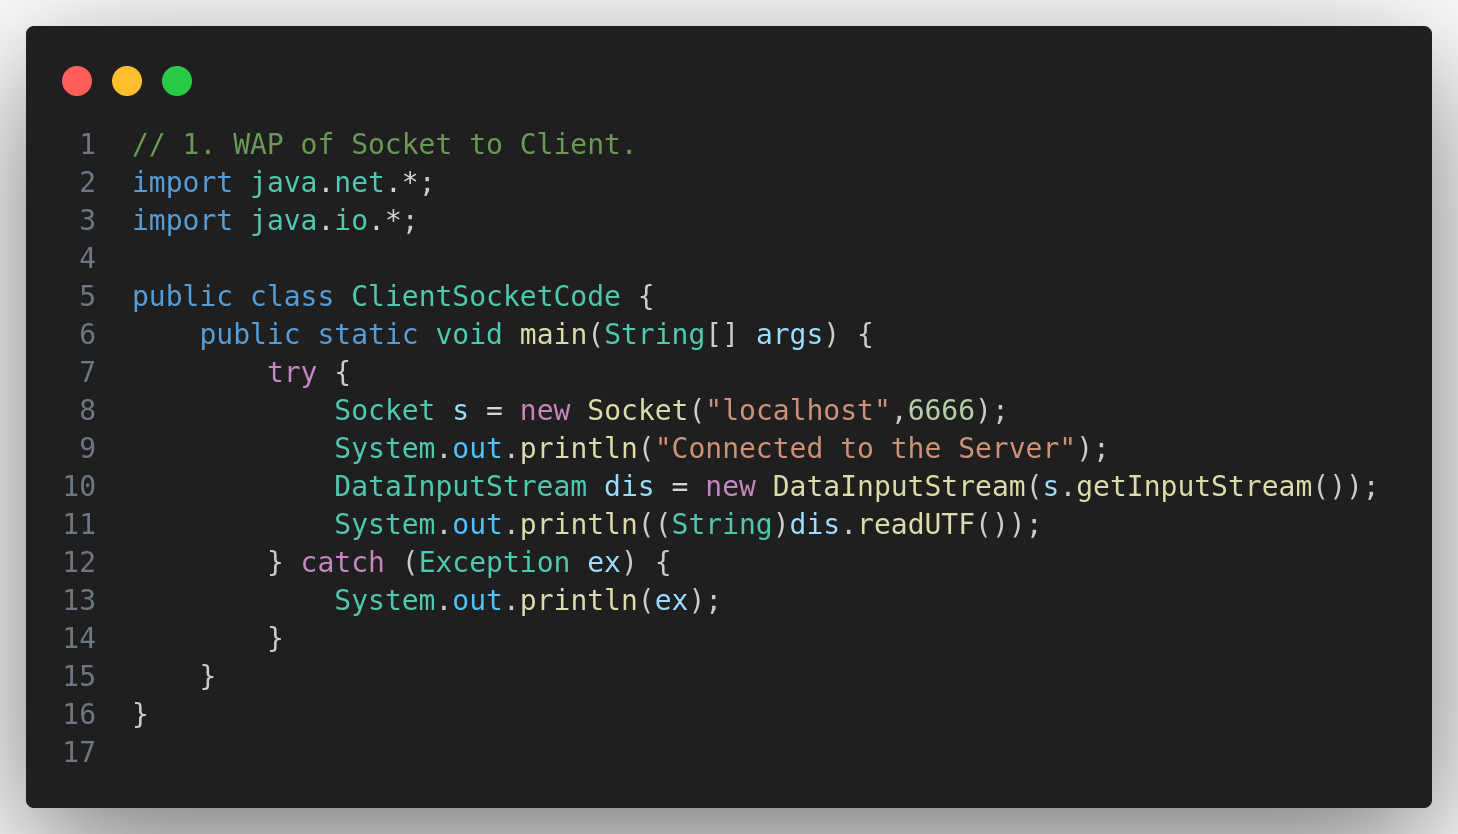 1 // 1. WAP of Socket to Client.
2 import java.net.*;
3 import java.io.*;
4
5 public class ClientSocketCode {
6     public static void main(String[] args) {
7         try {
8             Socket s = new Socket("localhost",6666);
9             System.out.println("Connected to the Server");
10             DataInputStream dis = new DataInputStream(s.getInputStream());
11             System.out.println((String)dis.readUTF());
12         } catch (Exception ex) {
13             System.out.println(ex);
14         }
15     }
16 }
17